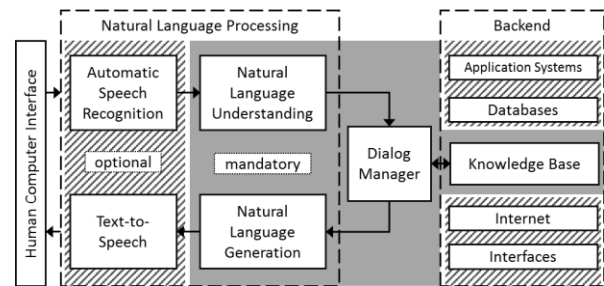 Natural Language Processing
Backend
Human Computer Interface
Automatic
Speech
Recognition
Natural
Language
Understanding
Application Systems
Databases
optional
mandatory
Dialog
Manager
Knowledge Base
Text-to-
Speech
Natural
Language
Generation
Internet
Interfaces